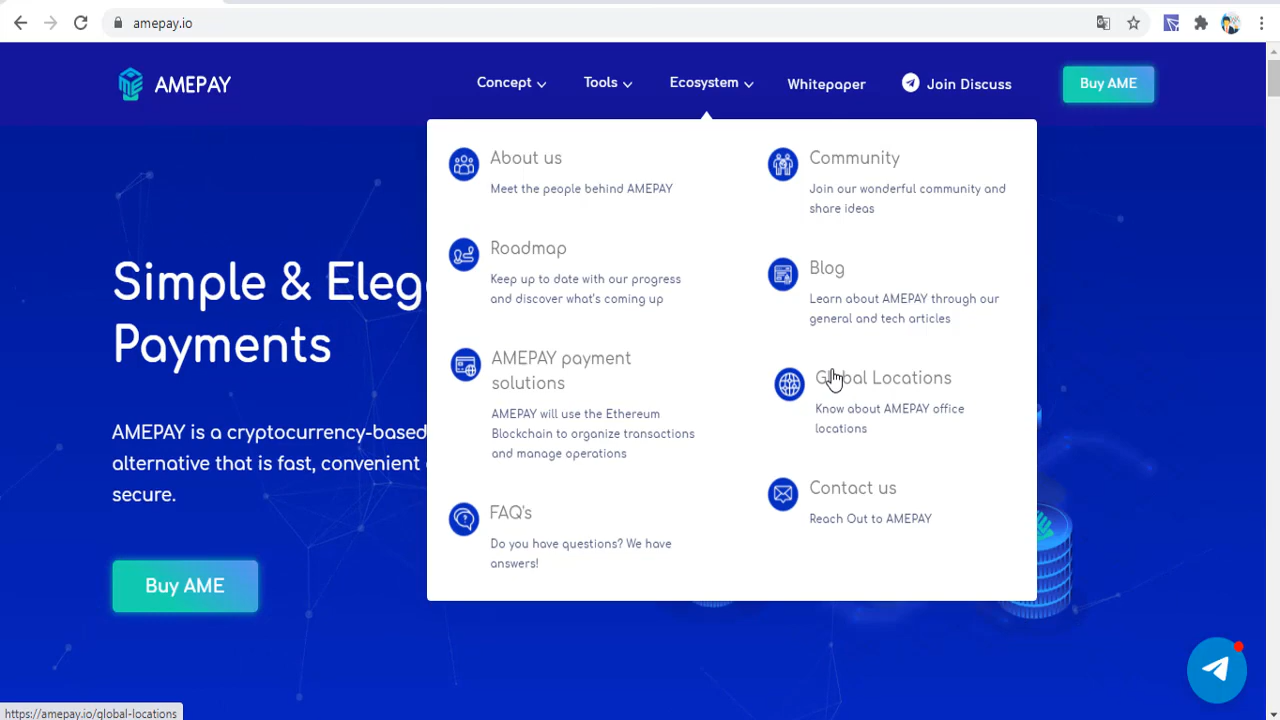 amepay.io
AMEPAY
Concept
Tools
Ecosystem
Whitepaper
Join Discuss
Buy AME
About us
Meet the people behind AMEPAY
Roadmap
Keep up to date with our progress
and discover what's coming up
AMEPAY payment
solutions
AMEPAY will use the Ethereum
Blockchain to organize transactions
and manage operations
FAQ's
Do you have questions? We have
answers!
Community
Join our wonderful community and
share ideas
Blog
Learn about AMEPAY through our
general and tech articles
Global Locations
Know about AMEPAY office
locations
Contact us
Reach Out to AMEPAY
Simple &
Payments
AMEPAY is a cryptocurrency-based
alternative that is fast, convenient
secure.
Buy AME
https://amepay.io/global-locations